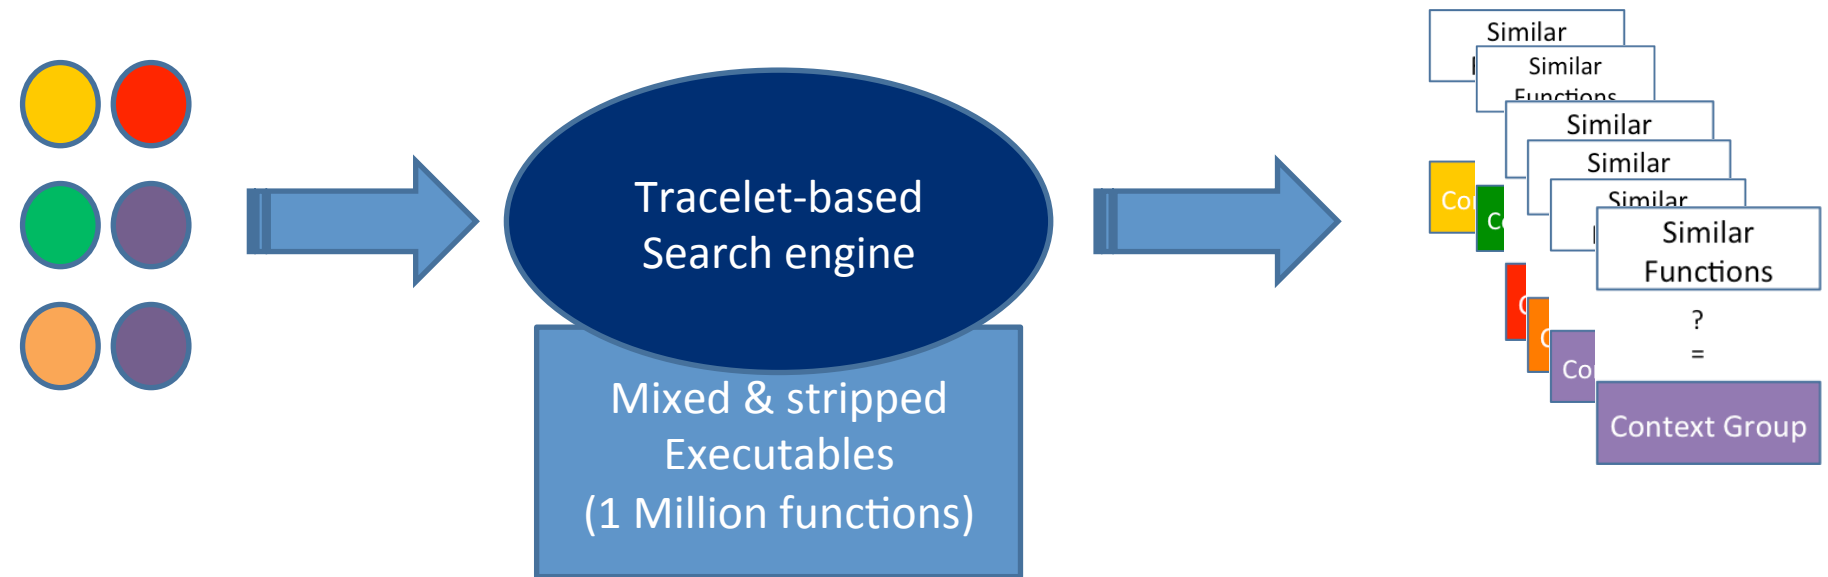 Tracelet-based
Search engine
Mixed & stripped
Executables
(1 Million functions)
Similar
Similar
Functions
Similar
Similar
Similar
Similar
Functions
?
=
Context Group